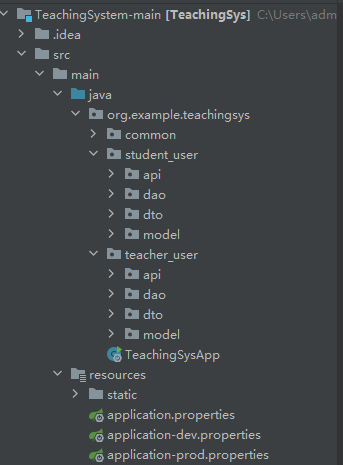 TeachingSystem-main [TeachingSys] C:\Users\adm
.idea
src
main
java
org.example.teachingsys
common
student_user
api
dao
dto
model
teacher_user
api
dao
dto
model
TeachingSysApp
resources
static
application.properties
application-dev.properties
application-prod.properties